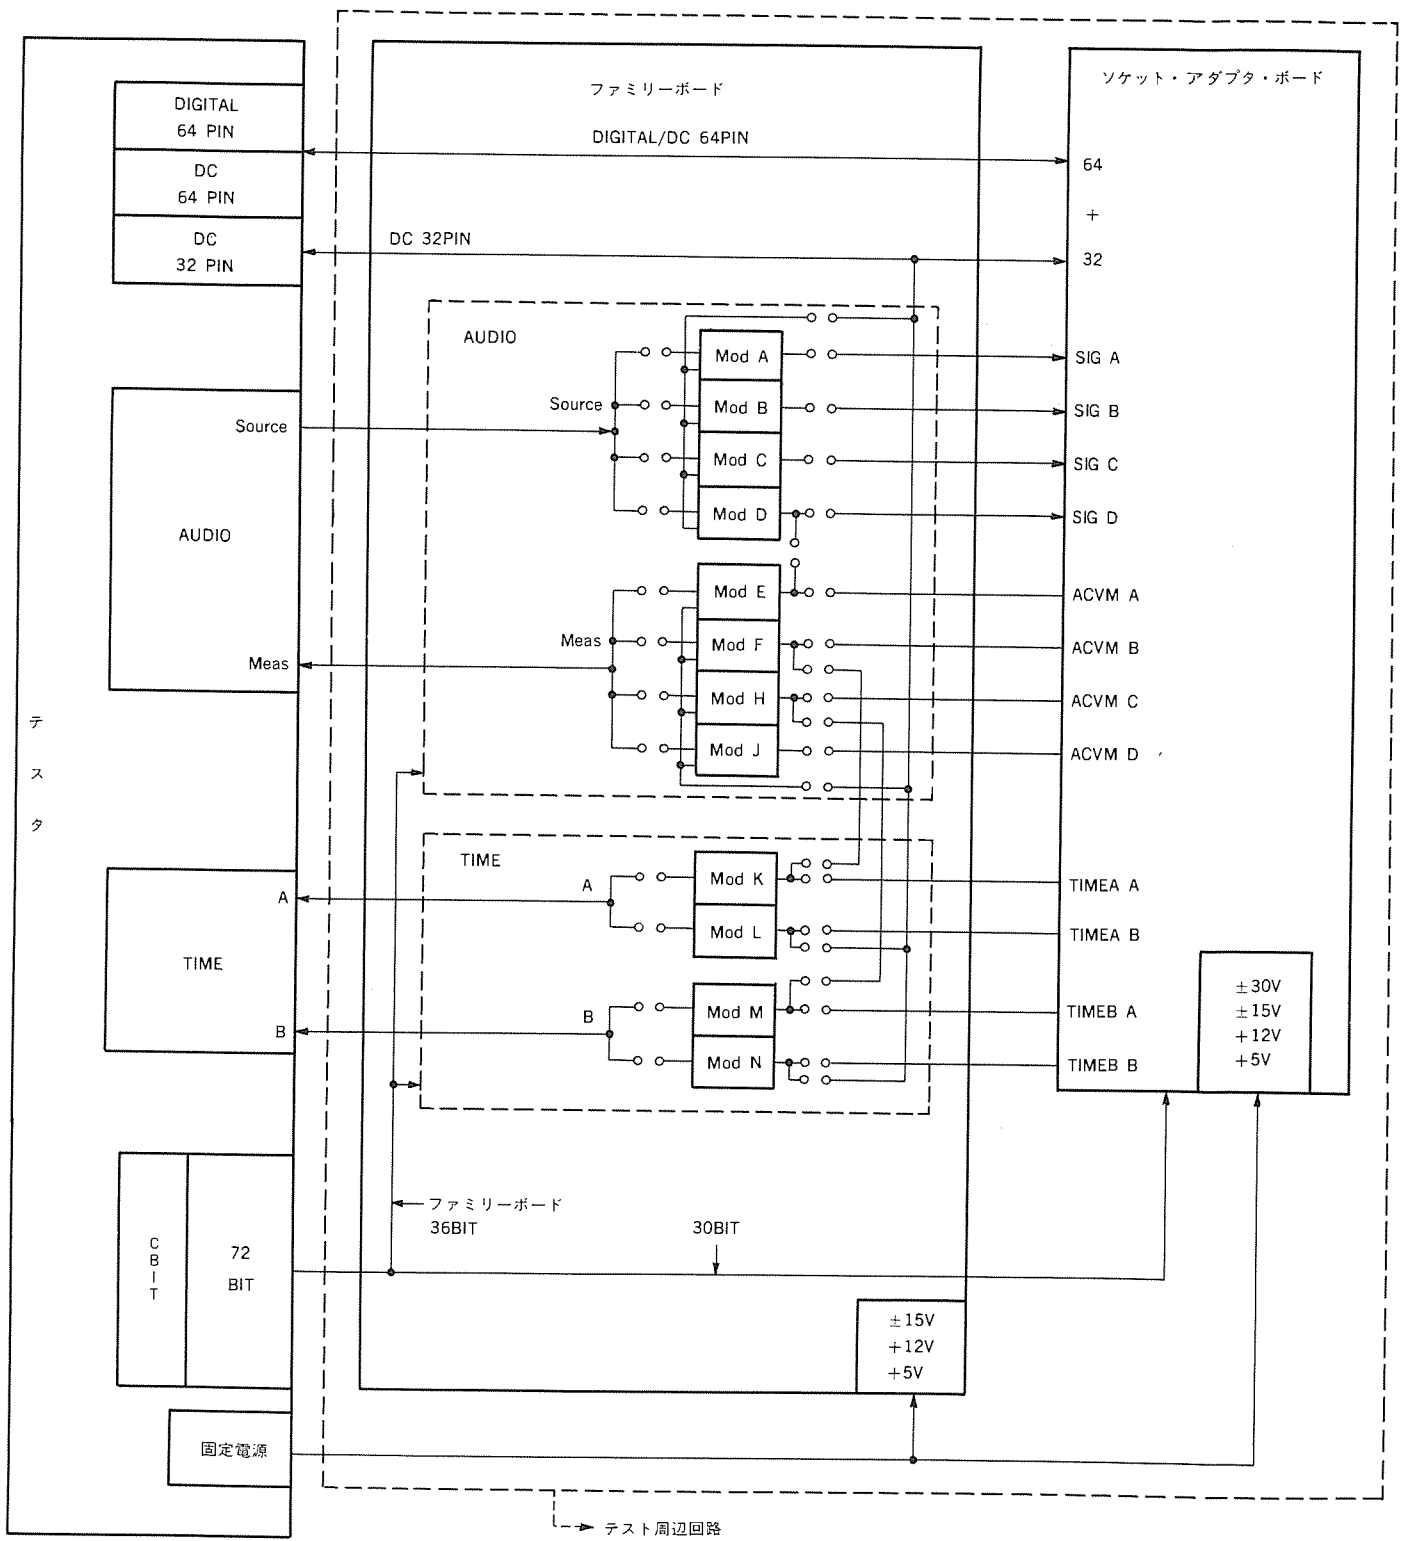 ファミリーボード
ソケット・アダプタ・ボード
DIGITAL
64 PIN
DC
64 PIN
DC
32 PIN
DIGITAL/DC 64PIN
DC 32PIN
64
+
32
AUDIO
Source
Mod A
Mod B
Mod C
Mod D
SIG A
SIG B
SIG C
SIG D
Source
AUDIO
Meas
Meas
Mod E
Mod F
Mod H
Mod J
ACVM A
ACVM B
ACVM C
ACVM D
テスタ
TIME
A
Mod K
Mod L
B
Mod M
Mod N
TIMEA A
TIMEA B
TIMEB A
TIMEB B
A
TIME
B
±30V
±15V
+12V
+5V
ファミリーボード
36BIT
30BIT
CBIT
72
BIT
±15V
+12V
+5V
固定電源
テスト周辺回路